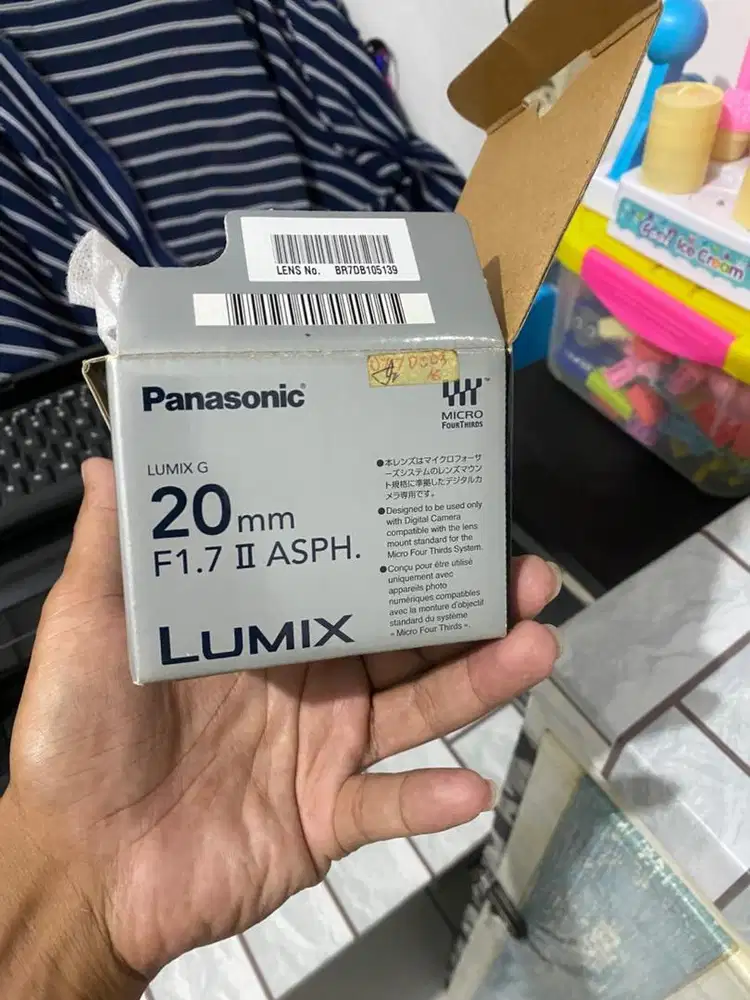 LENS No. BR7DB105139
Panasonic
MICRO
FOURTHIRDS
LUMIX G
20mm
F1.7 II ASPH.
LUMIX
●本レンズはマイクロフォーサ
ーズシステムのレンズマウン
ト規格に準拠したデジタルカ
メラ専用です。
●Designed to be used only
with Digital Camera
compatible with the lens
mount standard for the
Micro Four Thirds System.
●Conçu pour être utilisé
uniquement avec
appareils photo
numériques compatibles
avec la monture d'objectif
standard du système
« Micro Four Thirds ».
Ice Cream